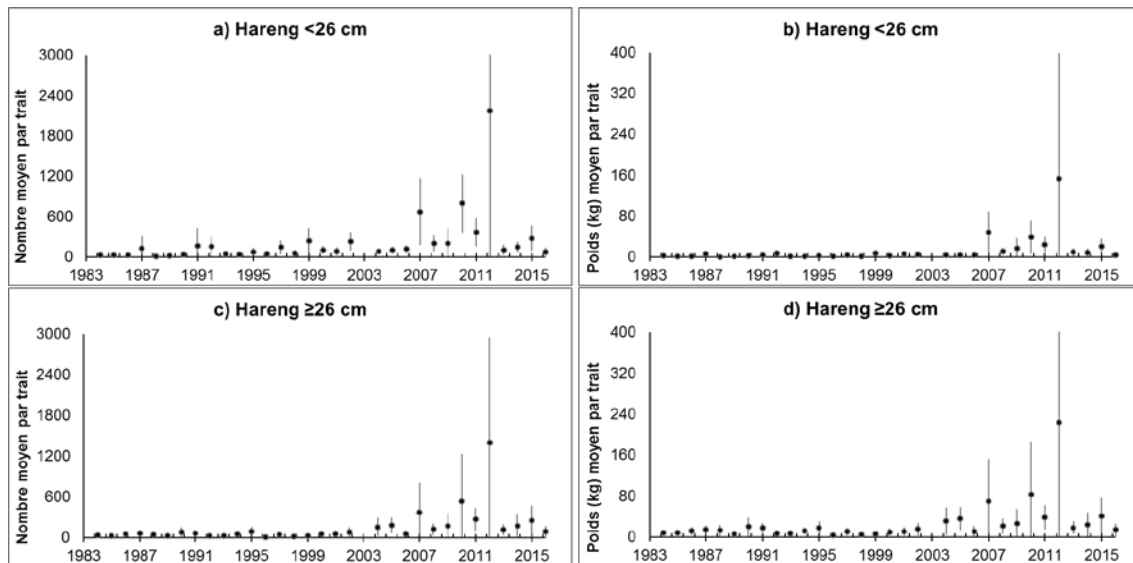 a) Hareng <26 cm
Nombre moyen par trait
3000
2400
1800
1200
600
0
1983 1987 1991 1995 1999 2003 2007 2011 2015
b) Hareng <26 cm
Poids (kg) moyen par trait
400
320
240
160
80
0
1983 1987 1991 1995 1999 2003 2007 2011 2015
c) Hareng ≥26 cm
Nombre moyen par trait
3000
2400
1800
1200
600
0
1983 1987 1991 1995 1999 2003 2007 2011 2015
d) Hareng ≥26 cm
Poids (kg) moyen par trait
400
320
240
160
80
0
1983 1987 1991 1995 1999 2003 2007 2011 2015